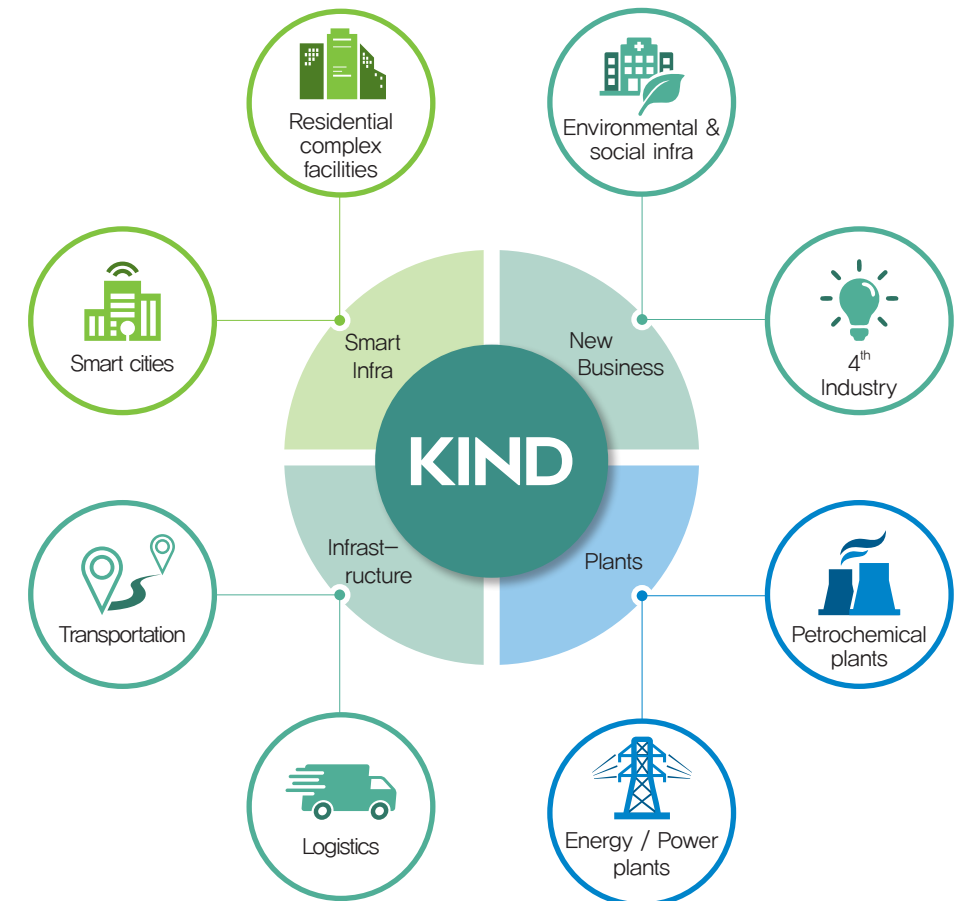 Residential
complex
facilities
Environmental &
social infra
Smart cities
4th
Industry
Smart
Infra
New
Business
KIND
Infrast-
ructure
Plants
Transportation
Petrochemical
plants
Logistics
Energy / Power
plants